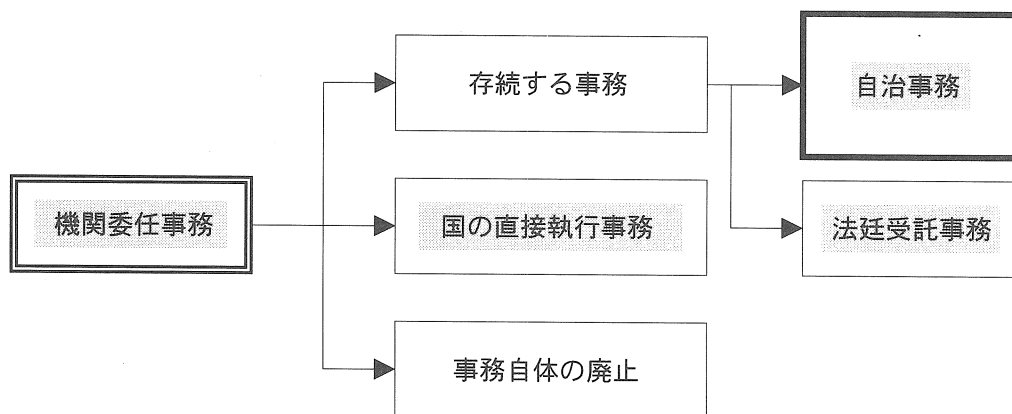 機関委任事務
存続する事務
国の直接執行事務
事務自体の廃止
自治事務
法廷受託事務